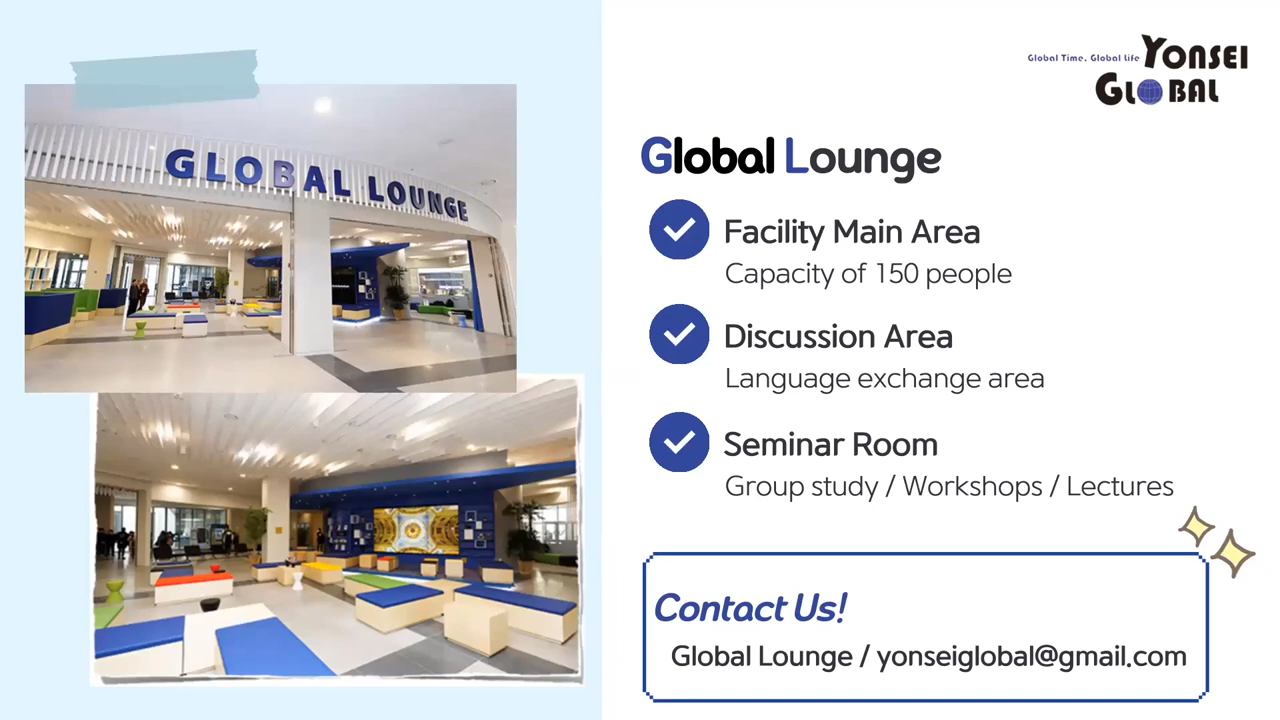 GLOBAL LOUNGE
Global Time. Global life YONSEI
GLOBAL
Global Lounge
Facility Main Area
Capacity of 150 people
Discussion Area
Language exchange area
Seminar Room
Group study / Workshops / Lectures
Contact Us!
Global Lounge / yonseiglobal@gmail.com